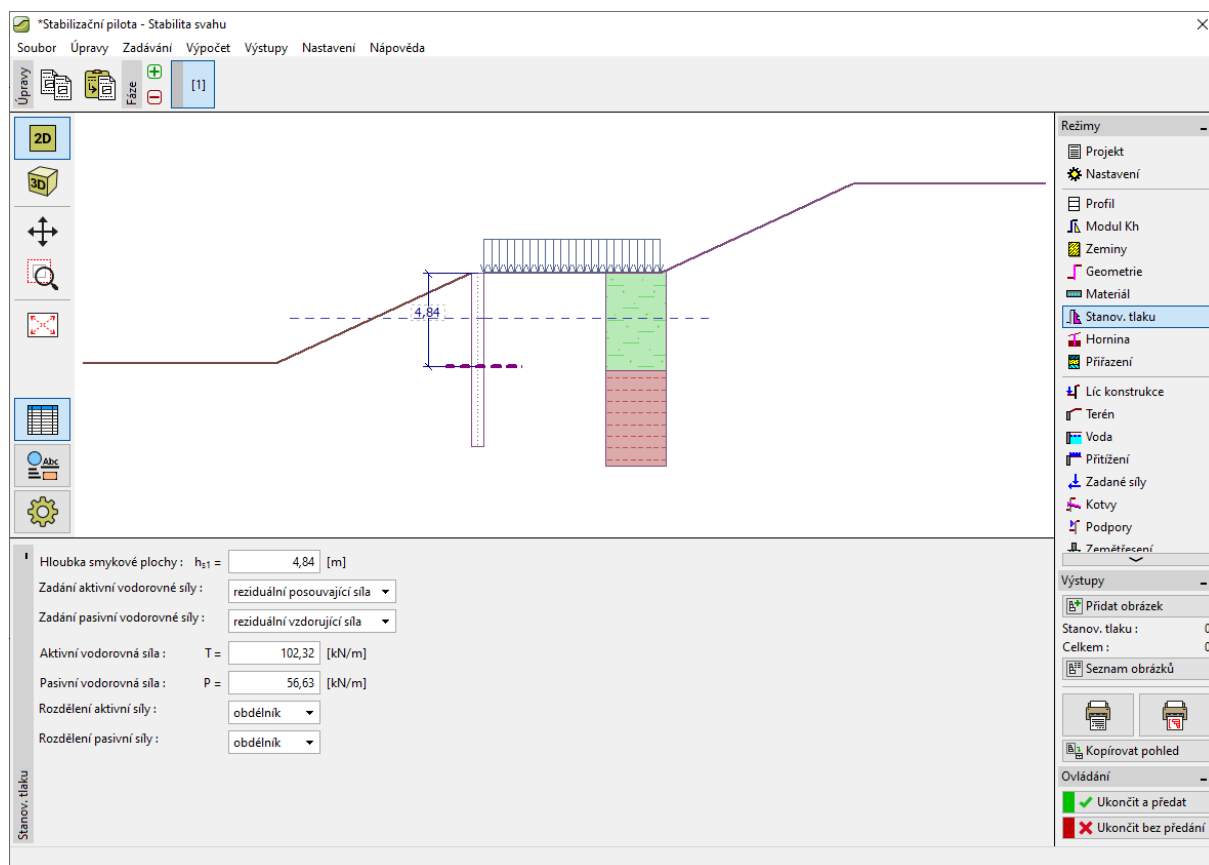 *Stabilizační pilota - Stabilita svahu
Soubor Úpravy Zadávání Výpočet Výstupy Nastavení Nápověda
Úpravy
Fáze
[1]
2D
3D
Abc
4,84
Režimy
Projekt
Nastavení
Profil
Modul Kh
Zeminy
Geometrie
Materiál
Stanov. tlaku
Hornina
Přiřazení
Líc konstrukce
Terén
Voda
Přitížení
Zadané síly
Kotvy
Podpory
Zemětřesení
Výstupy
Přidat obrázek
Stanov. tlaku : 0
Celkem : 0
Seznam obrázků
Kopírovat pohled
Ovládání
Ukončit a předat
Ukončit bez předání
Stanov. tlaku
Hloubka smykové plochy : hs1 = 4,84 [m]
Zadání aktivní vodorovné síly : reziduální posouvající síla
Zadání pasivní vodorovné síly : reziduální vzdorující síla
Aktivní vodorovná síla : T = 102,32 [kN/m]
Pasivní vodorovná síla : P = 56,63 [kN/m]
Rozdělení aktivní síly : obdélník
Rozdělení pasivní síly : obdélník